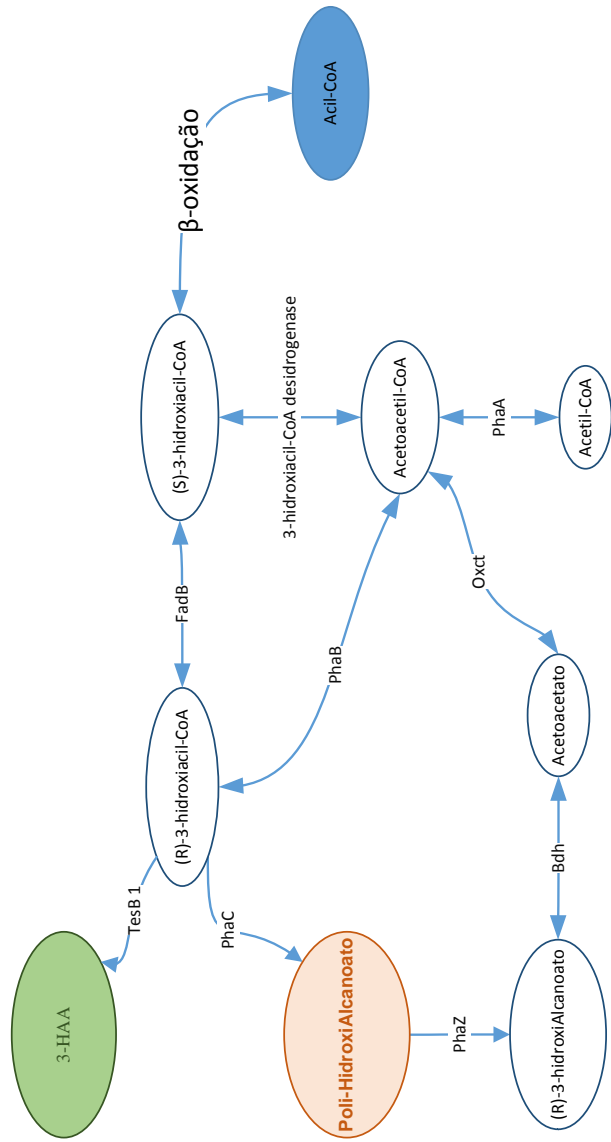 3-HAA
TesB 1
(R)-3-hidroxiacil-CoA
FadB
(S)-3-hidroxiacil-CoA
β-oxidação
PhaC
3-hidroxiacil-CoA desidrogenase
Poli-HidroxiAlcanoato
PhaB
Acil-CoA
Acetoacetil-CoA
PhaZ
Oxct
PhaA
(R)-3-hidroxiAlcanoato
Bdh
Acetoacetato
Acetil-CoA